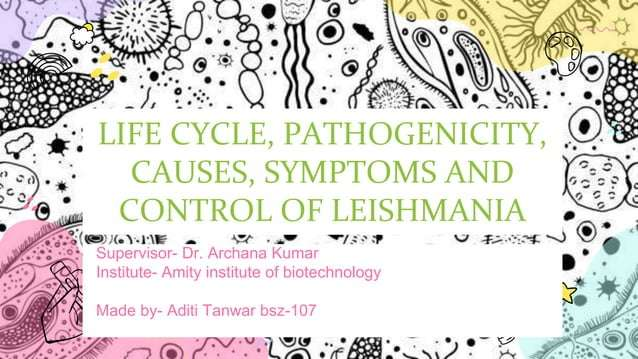 LIFE CYCLE, PATHOGENICITY,
CAUSES, SYMPTOMS AND
CONTROL OF LEISHMANIA
Supervisor- Dr. Archana Kumar
Institute- Amity institute of biotechnology
Made by- Aditi Tanwar bsz-107